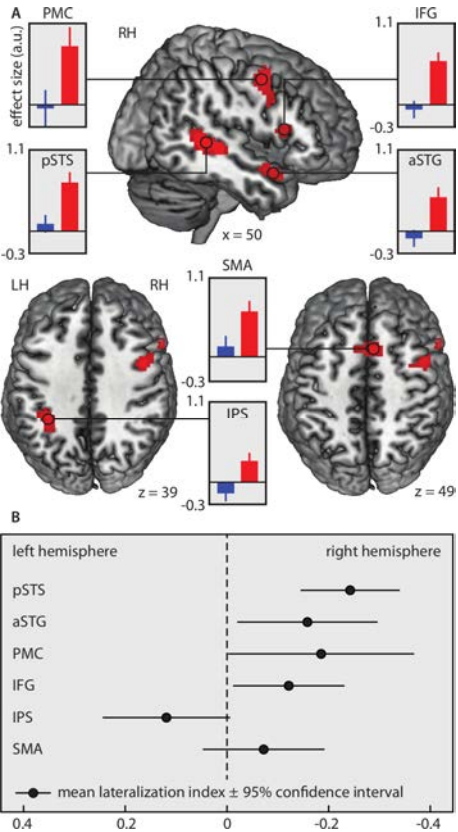 A
PMC
RH
IFG
effect size (a.u.)
1.1
-0.3
pSTS
1.1
-0.3
aSTG
1.1
-0.3
x = 50
SMA
LH
RH
1.1
-0.3
IPS
1.1
-0.3
z = 39
z = 49
B
left hemisphere
right hemisphere
pSTS
aSTG
PMC
IFG
IPS
SMA
mean lateralization index ± 95% confidence interval
0.4
0.2
0
-0.2
-0.4